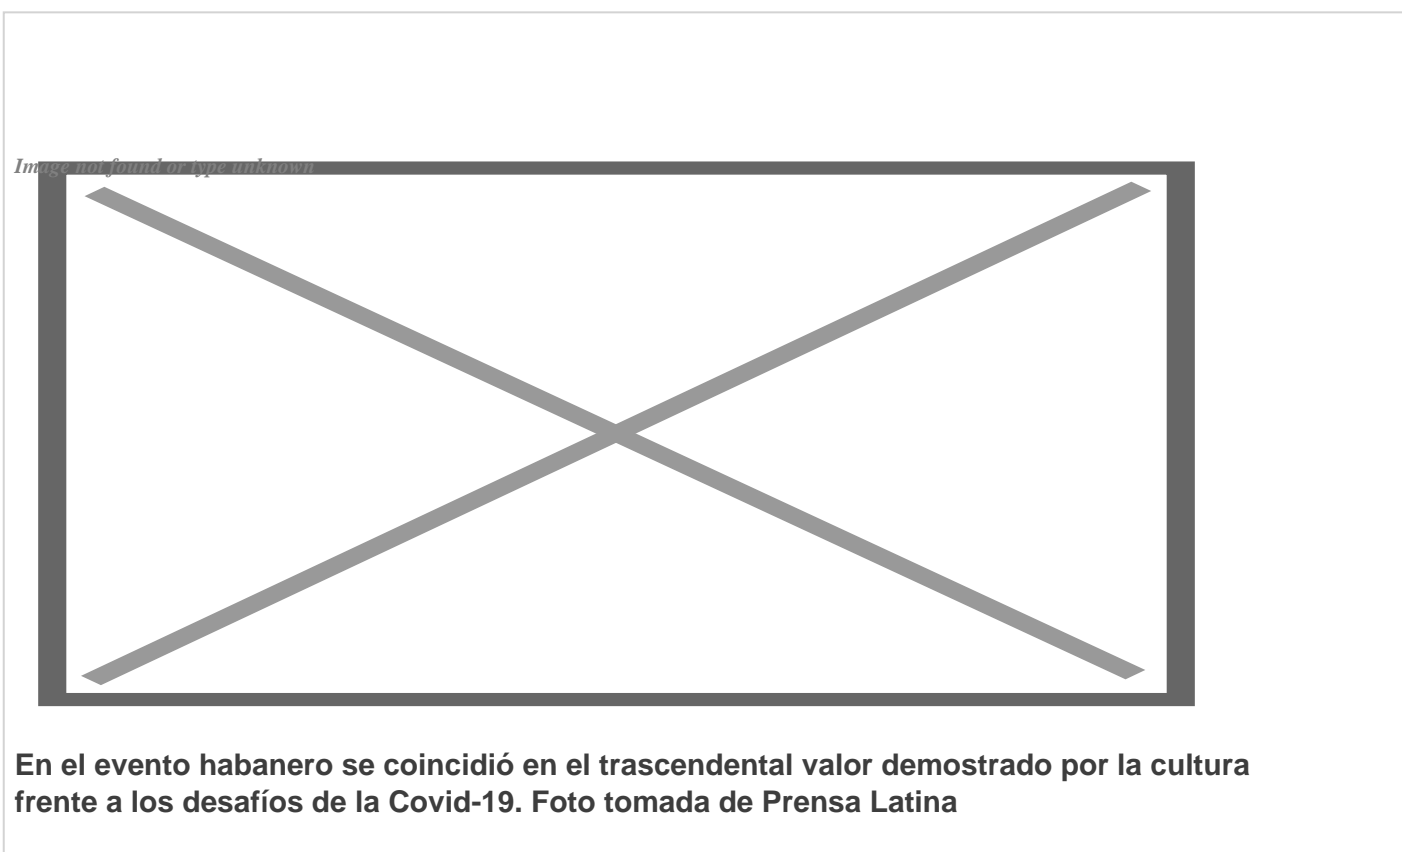 Image not found or type unknown
En el evento habanero se coincidió en el trascendental valor demostrado por la cultura
frente a los desafíos de la Covid-19. Foto tomada de Prensa Latina